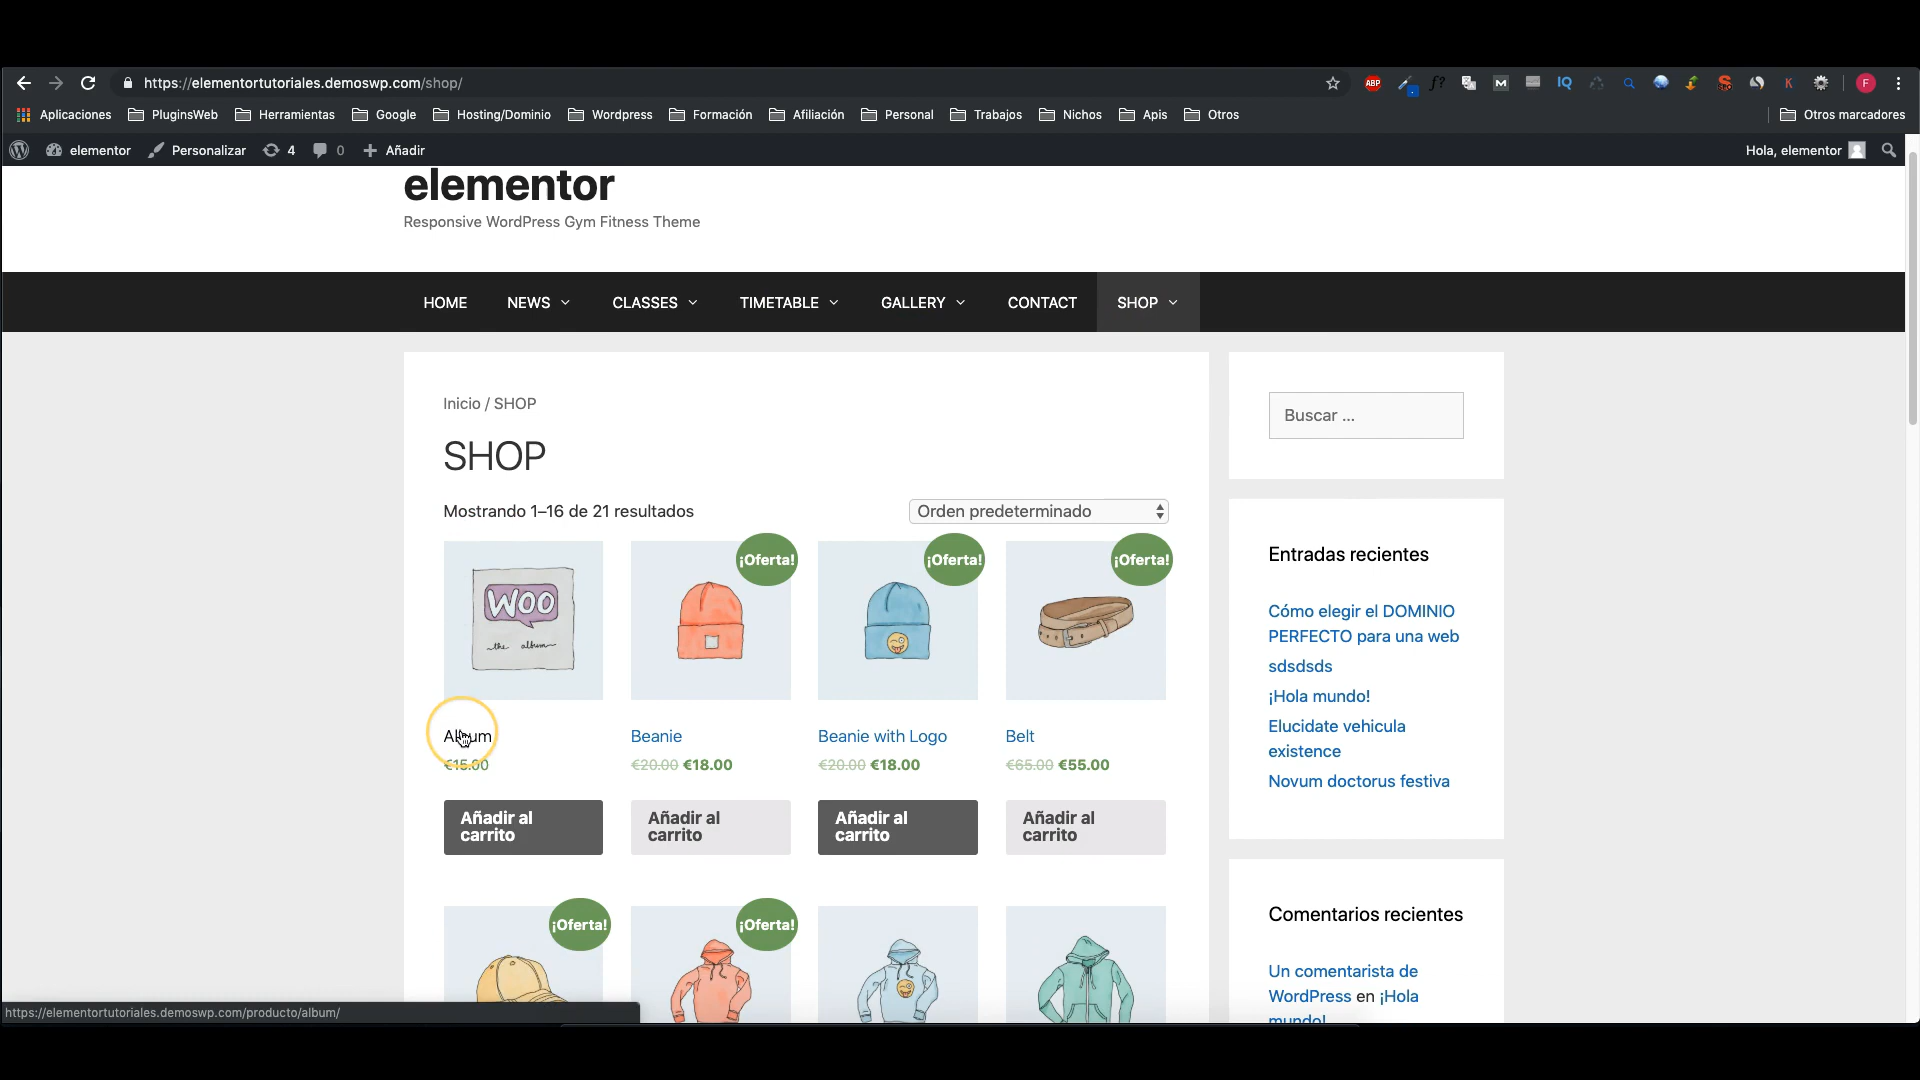 https://elementortutoriales.demoswp.com/shop/
ABP
ƒ?
M
IQ
K
F
Aplicaciones PluginsWeb Herramientas Google Hosting/Dominio Wordpress Formación Afiliación Personal Trabajos Nichos Apis Otros Otros marcadores
elementor Personalizar 4 0 Añadir Hola, elementor
elementor
Responsive WordPress Gym Fitness Theme
HOME NEWS CLASSES TIMETABLE GALLERY CONTACT SHOP
Inicio / SHOP
SHOP
Mostrando 1–16 de 21 resultados
Orden predeterminado
WOO
the album
¡Oferta!
¡Oferta!
¡Oferta!
Album
€15.00
Añadir al
carrito
Beanie
€20.00 €18.00
Añadir al
carrito
Beanie with Logo
€20.00 €18.00
Añadir al
carrito
Belt
€65.00 €55.00
Añadir al
carrito
¡Oferta!
¡Oferta!
Buscar ...
Entradas recientes
Cómo elegir el DOMINIO
PERFECTO para una web
sdsdsds
¡Hola mundo!
Elucidate vehicula
existence
Novum doctorus festiva
Comentarios recientes
Un comentarista de
WordPress en ¡Hola
mundo!
https://elementortutoriales.demoswp.com/producto/album/